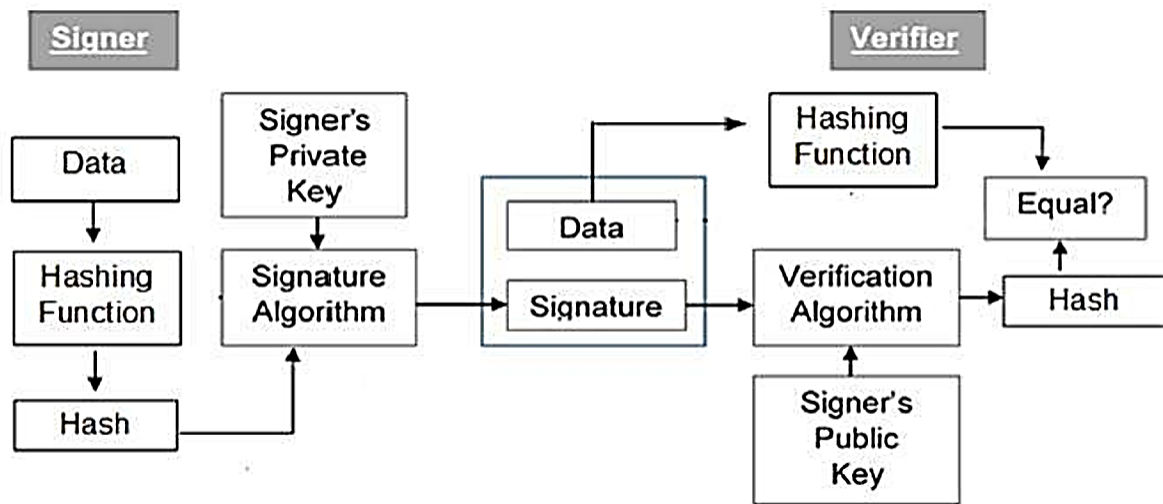 Signer
Verifier
Data
Hashing
Function
Hash
Signer's
Private
Key
Signature
Algorithm
Data
Signature
Hashing
Function
Verification
Algorithm
Signer's
Public
Key
Equal?
Hash